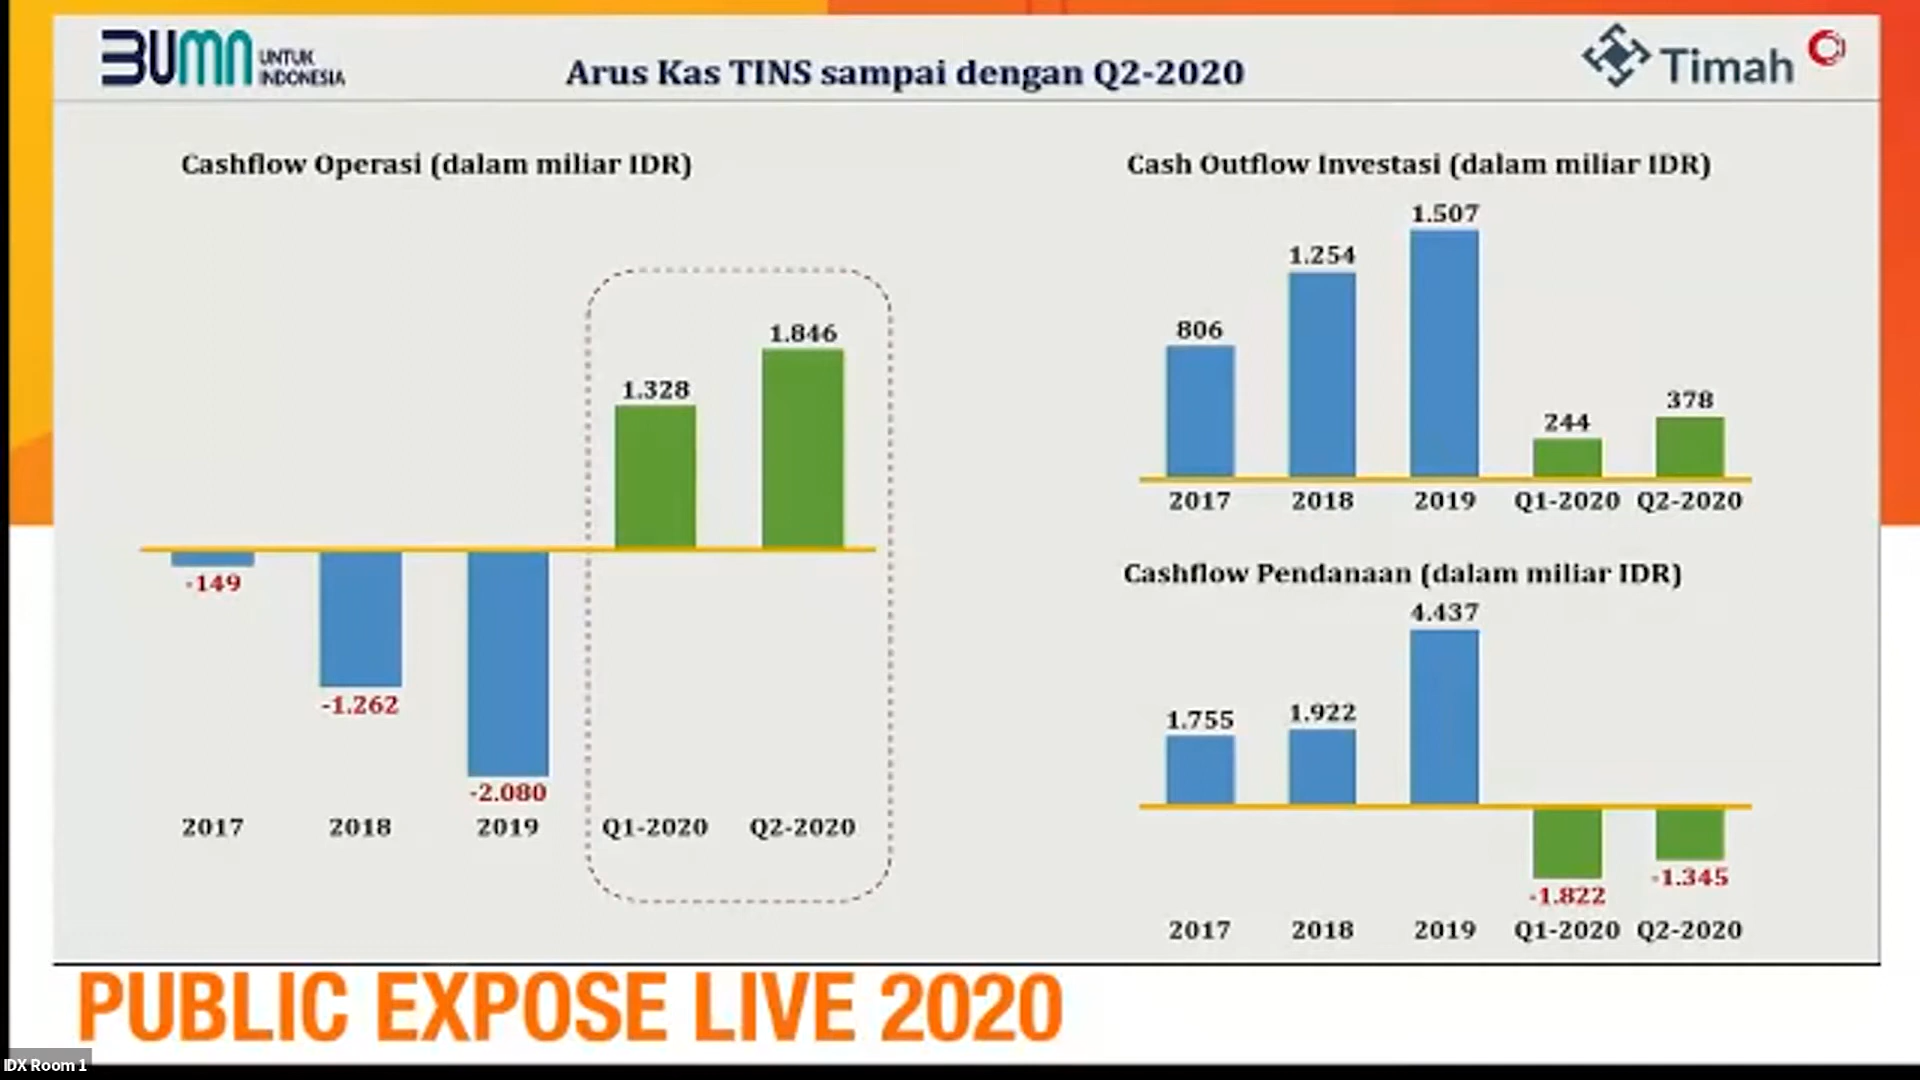 BUMN UNTUK
INDONESIA
Arus Kas TINS sampai dengan Q2-2020
Timah
Cashflow Operasi (dalam miliar IDR)
1.846
1.328
-149
-1.262
-2.080
2017 2018 2019 Q1-2020 Q2-2020
Cash Outflow Investasi (dalam miliar IDR)
1.507
1.254
806
378
244
2017 2018 2019 Q1-2020 Q2-2020
Cashflow Pendanaan (dalam miliar IDR)
4.437
1.922
1.755
-1.345
-1.822
2017 2018 2019 Q1-2020 Q2-2020
PUBLIC EXPOSE LIVE 2020
IDX Room 1